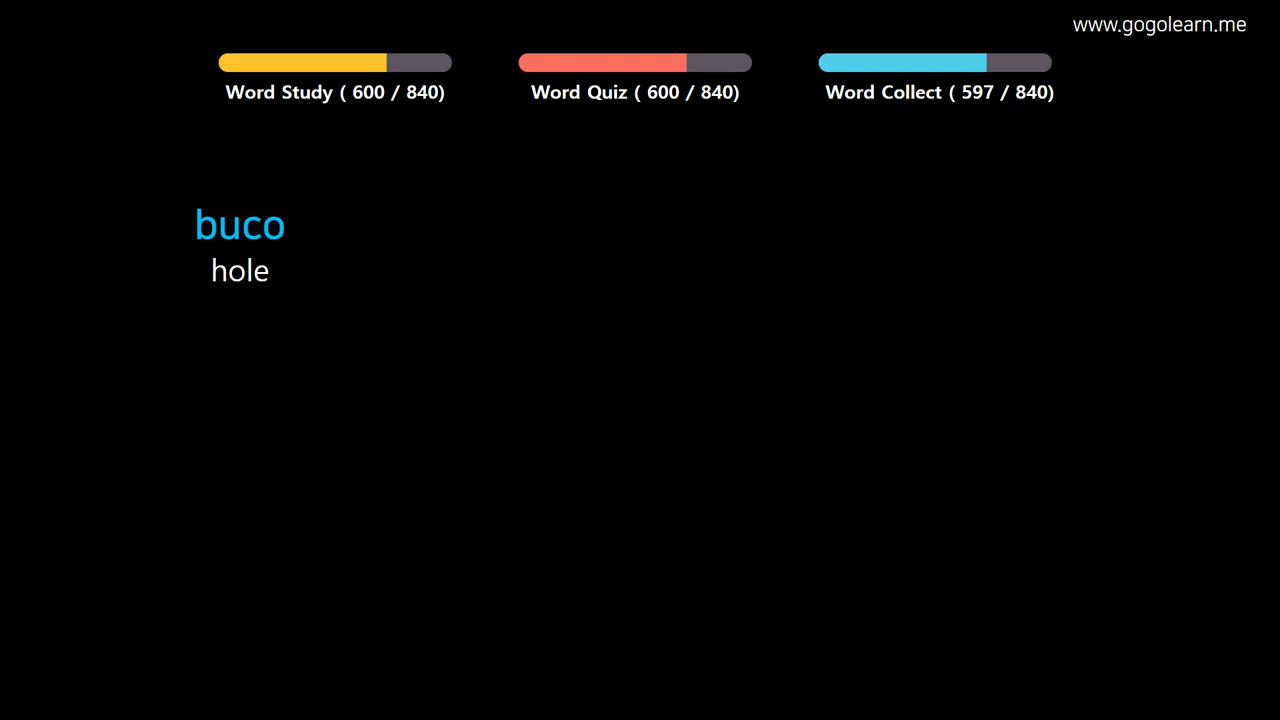 www.gogolearn.me
Word Study ( 600 / 840)
Word Quiz ( 600 / 840)
Word Collect ( 597 / 840)
buco
hole